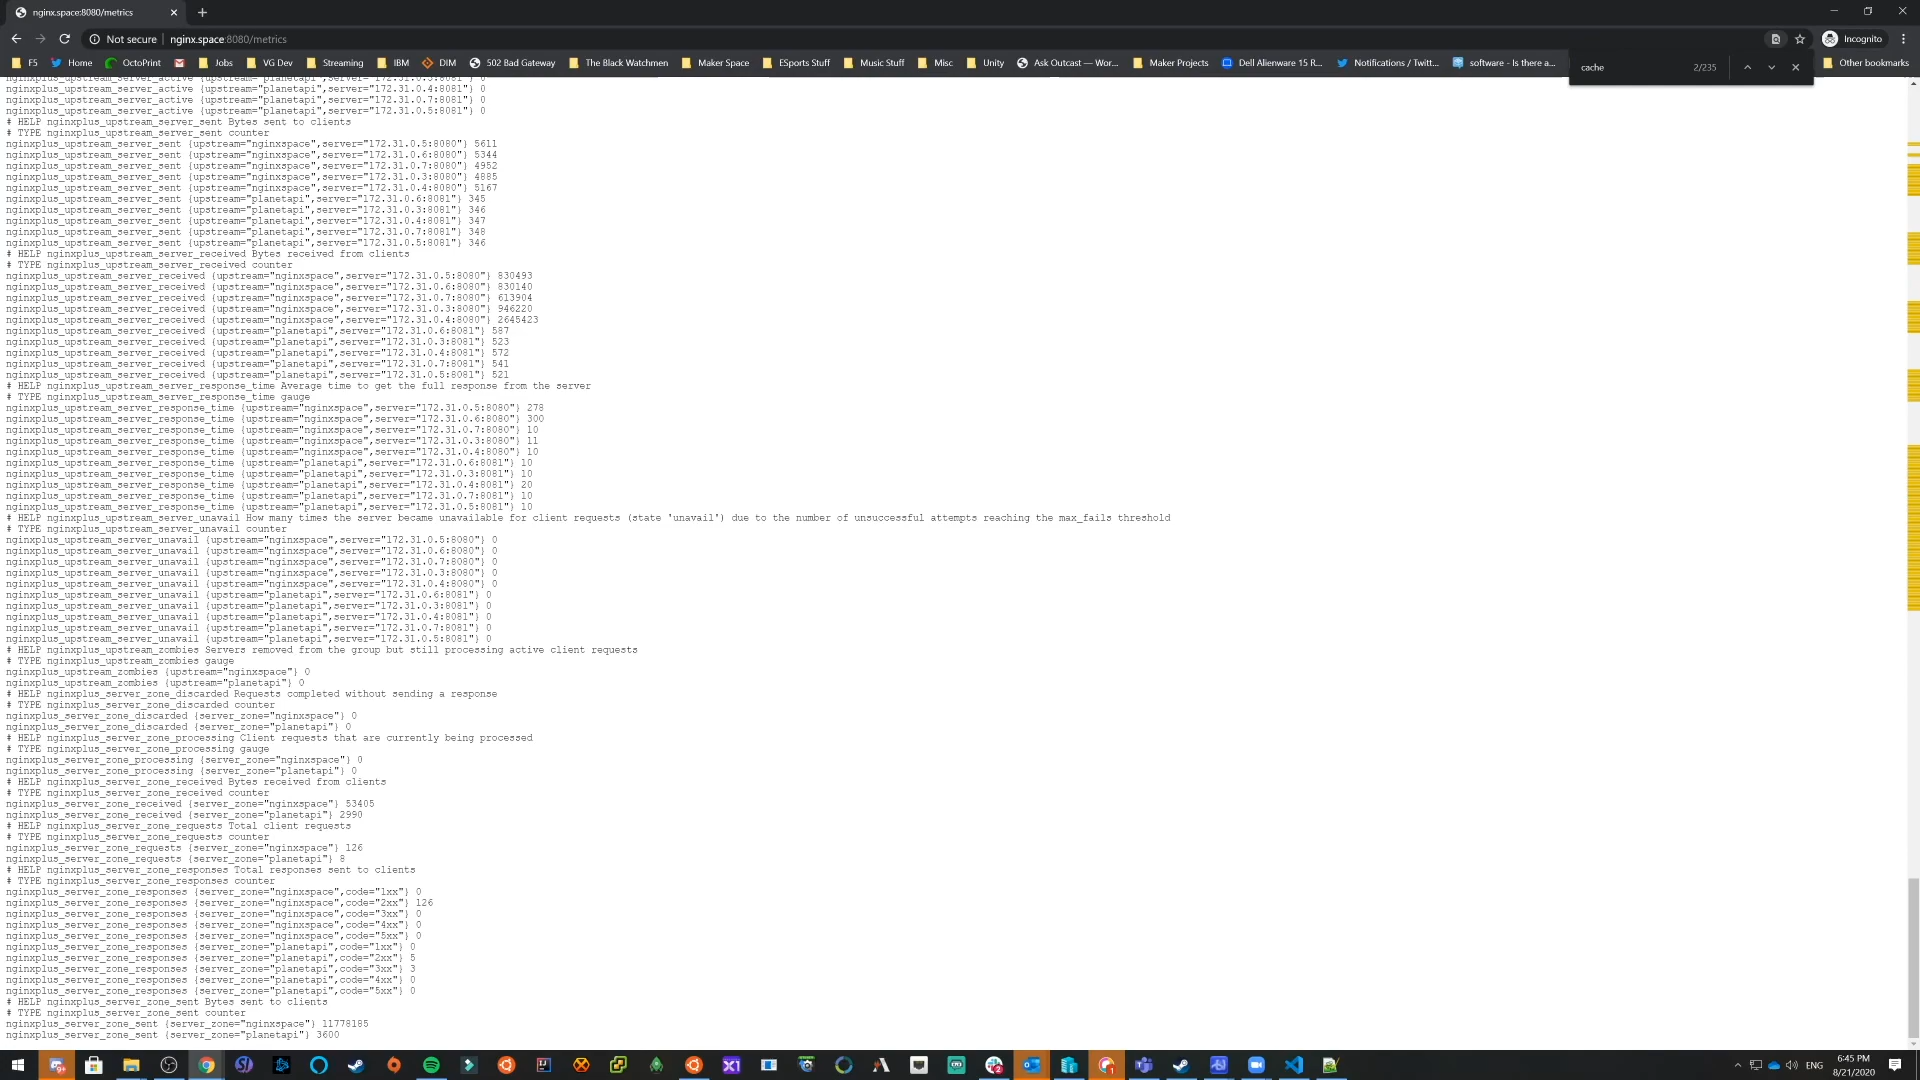 nginx.space:8080/metrics
Not secure
nginx.space:8080/metrics
Incognito
F5
Home
OctoPrint
Jobs
VG Dev
Streaming
IBM
DIM
502 Bad Gateway
The Black Watchmen
Maker Space
ESports Stuff
Music Stuff
Misc
Unity
Ask Outcast — Wor...
Maker Projects
Dell Alienware 15 R...
Notifications / Twitt...
software - Is there a...
Other bookmarks
cache
2/235
nginxplus_upstream_server_active {upstream="planetapi",server="172.31.0.3:8081"} 0
nginxplus_upstream_server_active {upstream="planetapi",server="172.31.0.4:8081"} 0
nginxplus_upstream_server_active {upstream="planetapi",server="172.31.0.7:8081"} 0
nginxplus_upstream_server_active {upstream="planetapi",server="172.31.0.5:8081"} 0
# HELP nginxplus_upstream_server_sent Bytes sent to clients
# TYPE nginxplus_upstream_server_sent counter
nginxplus_upstream_server_sent {upstream="nginxspace",server="172.31.0.5:8080"} 5611
nginxplus_upstream_server_sent {upstream="nginxspace",server="172.31.0.6:8080"} 5344
nginxplus_upstream_server_sent {upstream="nginxspace",server="172.31.0.7:8080"} 4952
nginxplus_upstream_server_sent {upstream="nginxspace",server="172.31.0.3:8080"} 4885
nginxplus_upstream_server_sent {upstream="nginxspace",server="172.31.0.4:8080"} 5167
nginxplus_upstream_server_sent {upstream="planetapi",server="172.31.0.6:8081"} 345
nginxplus_upstream_server_sent {upstream="planetapi",server="172.31.0.3:8081"} 346
nginxplus_upstream_server_sent {upstream="planetapi",server="172.31.0.4:8081"} 347
nginxplus_upstream_server_sent {upstream="planetapi",server="172.31.0.7:8081"} 348
nginxplus_upstream_server_sent {upstream="planetapi",server="172.31.0.5:8081"} 346
# HELP nginxplus_upstream_server_received Bytes received from clients
# TYPE nginxplus_upstream_server_received counter
nginxplus_upstream_server_received {upstream="nginxspace",server="172.31.0.5:8080"} 830493
nginxplus_upstream_server_received {upstream="nginxspace",server="172.31.0.6:8080"} 830140
nginxplus_upstream_server_received {upstream="nginxspace",server="172.31.0.7:8080"} 613904
nginxplus_upstream_server_received {upstream="nginxspace",server="172.31.0.3:8080"} 946220
nginxplus_upstream_server_received {upstream="nginxspace",server="172.31.0.4:8080"} 2645423
nginxplus_upstream_server_received {upstream="planetapi",server="172.31.0.6:8081"} 587
nginxplus_upstream_server_received {upstream="planetapi",server="172.31.0.3:8081"} 523
nginxplus_upstream_server_received {upstream="planetapi",server="172.31.0.4:8081"} 572
nginxplus_upstream_server_received {upstream="planetapi",server="172.31.0.7:8081"} 541
nginxplus_upstream_server_received {upstream="planetapi",server="172.31.0.5:8081"} 521
# HELP nginxplus_upstream_server_response_time Average time to get the full response from the server
# TYPE nginxplus_upstream_server_response_time gauge
nginxplus_upstream_server_response_time {upstream="nginxspace",server="172.31.0.5:8080"} 278
nginxplus_upstream_server_response_time {upstream="nginxspace",server="172.31.0.6:8080"} 300
nginxplus_upstream_server_response_time {upstream="nginxspace",server="172.31.0.7:8080"} 10
nginxplus_upstream_server_response_time {upstream="nginxspace",server="172.31.0.3:8080"} 11
nginxplus_upstream_server_response_time {upstream="nginxspace",server="172.31.0.4:8080"} 10
nginxplus_upstream_server_response_time {upstream="planetapi",server="172.31.0.6:8081"} 10
nginxplus_upstream_server_response_time {upstream="planetapi",server="172.31.0.3:8081"} 10
nginxplus_upstream_server_response_time {upstream="planetapi",server="172.31.0.4:8081"} 20
nginxplus_upstream_server_response_time {upstream="planetapi",server="172.31.0.7:8081"} 10
nginxplus_upstream_server_response_time {upstream="planetapi",server="172.31.0.5:8081"} 10
# HELP nginxplus_upstream_server_unavail How many times the server became unavailable for client requests (state 'unavail') due to the number of unsuccessful attempts reaching the max_fails threshold
# TYPE nginxplus_upstream_server_unavail counter
nginxplus_upstream_server_unavail {upstream="nginxspace",server="172.31.0.5:8080"} 0
nginxplus_upstream_server_unavail {upstream="nginxspace",server="172.31.0.6:8080"} 0
nginxplus_upstream_server_unavail {upstream="nginxspace",server="172.31.0.7:8080"} 0
nginxplus_upstream_server_unavail {upstream="nginxspace",server="172.31.0.3:8080"} 0
nginxplus_upstream_server_unavail {upstream="nginxspace",server="172.31.0.4:8080"} 0
nginxplus_upstream_server_unavail {upstream="planetapi",server="172.31.0.6:8081"} 0
nginxplus_upstream_server_unavail {upstream="planetapi",server="172.31.0.3:8081"} 0
nginxplus_upstream_server_unavail {upstream="planetapi",server="172.31.0.4:8081"} 0
nginxplus_upstream_server_unavail {upstream="planetapi",server="172.31.0.7:8081"} 0
nginxplus_upstream_server_unavail {upstream="planetapi",server="172.31.0.5:8081"} 0
# HELP nginxplus_upstream_zombies Servers removed from the group but still processing active client requests
# TYPE nginxplus_upstream_zombies gauge
nginxplus_upstream_zombies {upstream="nginxspace"} 0
nginxplus_upstream_zombies {upstream="planetapi"} 0
# HELP nginxplus_server_zone_discarded Requests completed without sending a response
# TYPE nginxplus_server_zone_discarded counter
nginxplus_server_zone_discarded {server_zone="nginxspace"} 0
nginxplus_server_zone_discarded {server_zone="planetapi"} 0
# HELP nginxplus_server_zone_processing Client requests that are currently being processed
# TYPE nginxplus_server_zone_processing gauge
nginxplus_server_zone_processing {server_zone="nginxspace"} 0
nginxplus_server_zone_processing {server_zone="planetapi"} 0
# HELP nginxplus_server_zone_received Bytes received from clients
# TYPE nginxplus_server_zone_received counter
nginxplus_server_zone_received {server_zone="nginxspace"} 53405
nginxplus_server_zone_received {server_zone="planetapi"} 2990
# HELP nginxplus_server_zone_requests Total client requests
# TYPE nginxplus_server_zone_requests counter
nginxplus_server_zone_requests {server_zone="nginxspace"} 126
nginxplus_server_zone_requests {server_zone="planetapi"} 8
# HELP nginxplus_server_zone_responses Total responses sent to clients
# TYPE nginxplus_server_zone_responses counter
nginxplus_server_zone_responses {server_zone="nginxspace",code="1xx"} 0
nginxplus_server_zone_responses {server_zone="nginxspace",code="2xx"} 126
nginxplus_server_zone_responses {server_zone="nginxspace",code="3xx"} 0
nginxplus_server_zone_responses {server_zone="nginxspace",code="4xx"} 0
nginxplus_server_zone_responses {server_zone="nginxspace",code="5xx"} 0
nginxplus_server_zone_responses {server_zone="planetapi",code="1xx"} 0
nginxplus_server_zone_responses {server_zone="planetapi",code="2xx"} 5
nginxplus_server_zone_responses {server_zone="planetapi",code="3xx"} 3
nginxplus_server_zone_responses {server_zone="planetapi",code="4xx"} 0
nginxplus_server_zone_responses {server_zone="planetapi",code="5xx"} 0
# HELP nginxplus_server_zone_sent Bytes sent to clients
# TYPE nginxplus_server_zone_sent counter
nginxplus_server_zone_sent {server_zone="nginxspace"} 11778185
nginxplus_server_zone_sent {server_zone="planetapi"} 3600
ENG
6:45 PM
8/21/2020